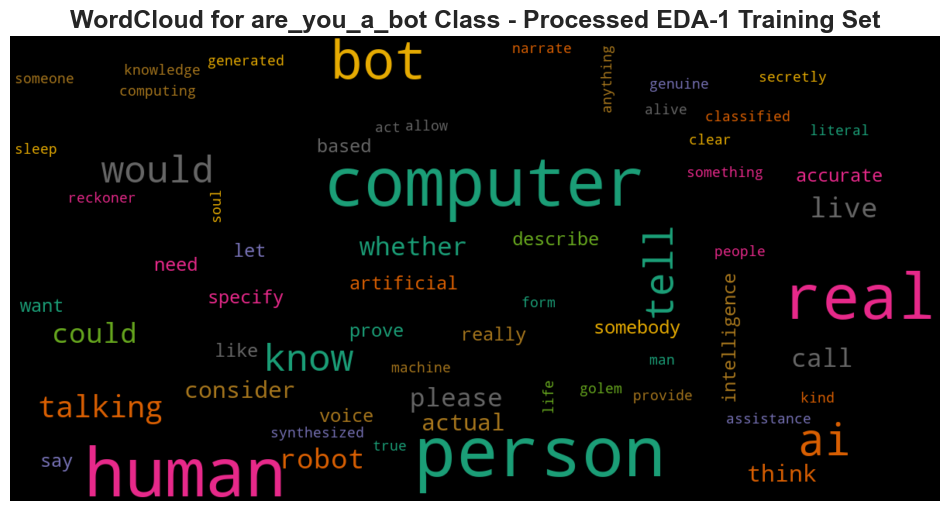 WordCloud for are_you_a_bot Class - Processed EDA-1 Training Set
someone
knowledge
generated
computing
bot
narrate
anything
genuine
secretly
alive
classified
literal
clear
act
allow
based
sleep
would
computer
something
accurate
reckoner
soul
live
let
whether
describe
tell
people
need
artificial
real
want
specify
form
intelligence
could
prove
really
somebody
like
know
machine
man
call
consider
please
life
golem
provide
kind
talking
voice
actual
assistance
synthesized
true
ai
say
human
robot
person
think